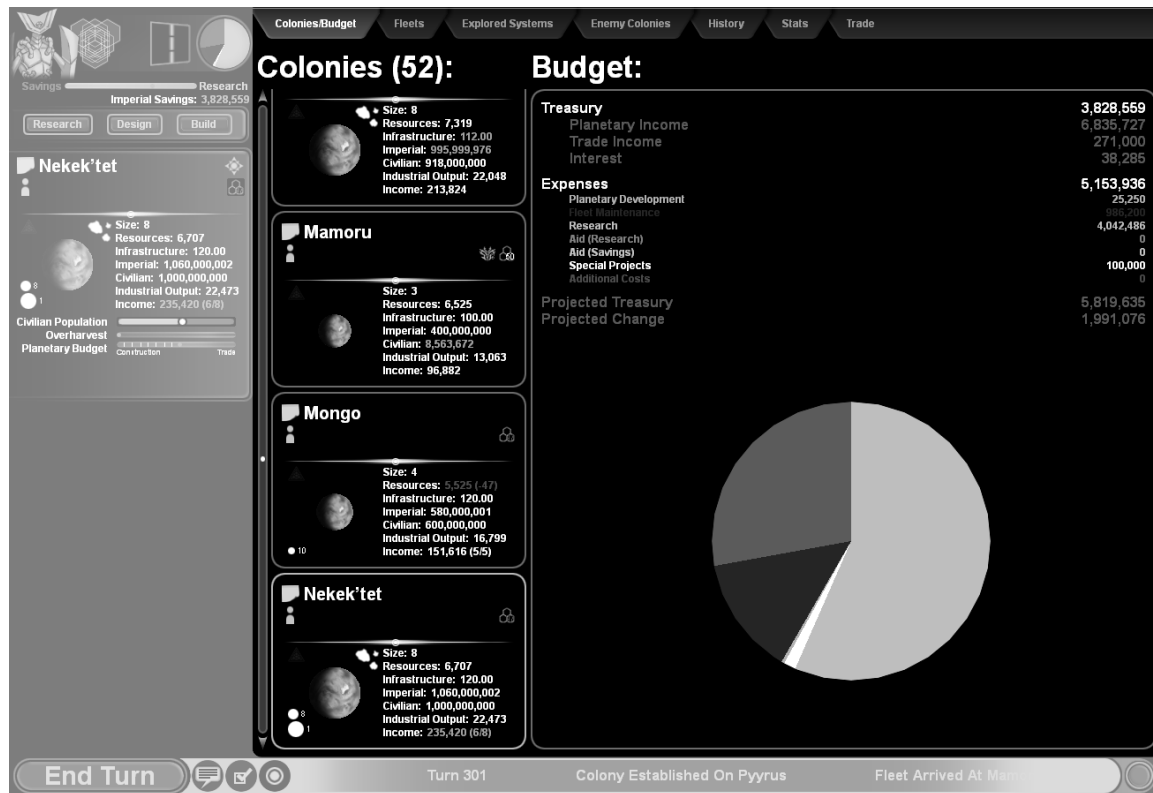 Colonies/Budget Fleets Explored Systems Enemy Colonies History Stats Trade
Savings Research
Imperial Savings: 3,828,559
Research Design Build
Nekek'tet
Size: 8
Resources: 6,707
Infrastructure: 120.00
Imperial: 1,060,000,002
Civilian: 1,000,000,000
Industrial Output: 22,473
Income: 235,420 (6/8)
8
1
Civilian Population
Overharvest
Planetary Budget
Construction Trade
Colonies (52):
Size: 8
Resources: 7,319
Infrastructure: 112.00
Imperial: 995,999,976
Civilian: 918,000,000
Industrial Output: 22,048
Income: 213,824
Mamoru
50
Size: 3
Resources: 6,525
Infrastructure: 100.00
Imperial: 400,000,000
Civilian: 8,563,672
Industrial Output: 13,063
Income: 96,882
Mongo
Size: 4
Resources: 5,525 (-47)
Infrastructure: 120.00
Imperial: 580,000,001
Civilian: 600,000,000
Industrial Output: 16,799
Income: 151,616 (5/5)
10
Nekek'tet
Size: 8
Resources: 6,707
Infrastructure: 120.00
Imperial: 1,060,000,002
Civilian: 1,000,000,000
Industrial Output: 22,473
Income: 235,420 (6/8)
8
1
Budget:
Treasury 3,828,559
Planetary Income 6,835,727
Trade Income 271,000
Interest 38,285
Expenses 5,153,936
Planetary Development 25,250
Fleet Maintenance 986,200
Research 4,042,486
Aid (Research) 0
Aid (Savings) 0
Special Projects 100,000
Additional Costs 0
Projected Treasury 5,819,635
Projected Change 1,991,076
End Turn
Turn 301 Colony Established On Pyyrus Fleet Arrived At